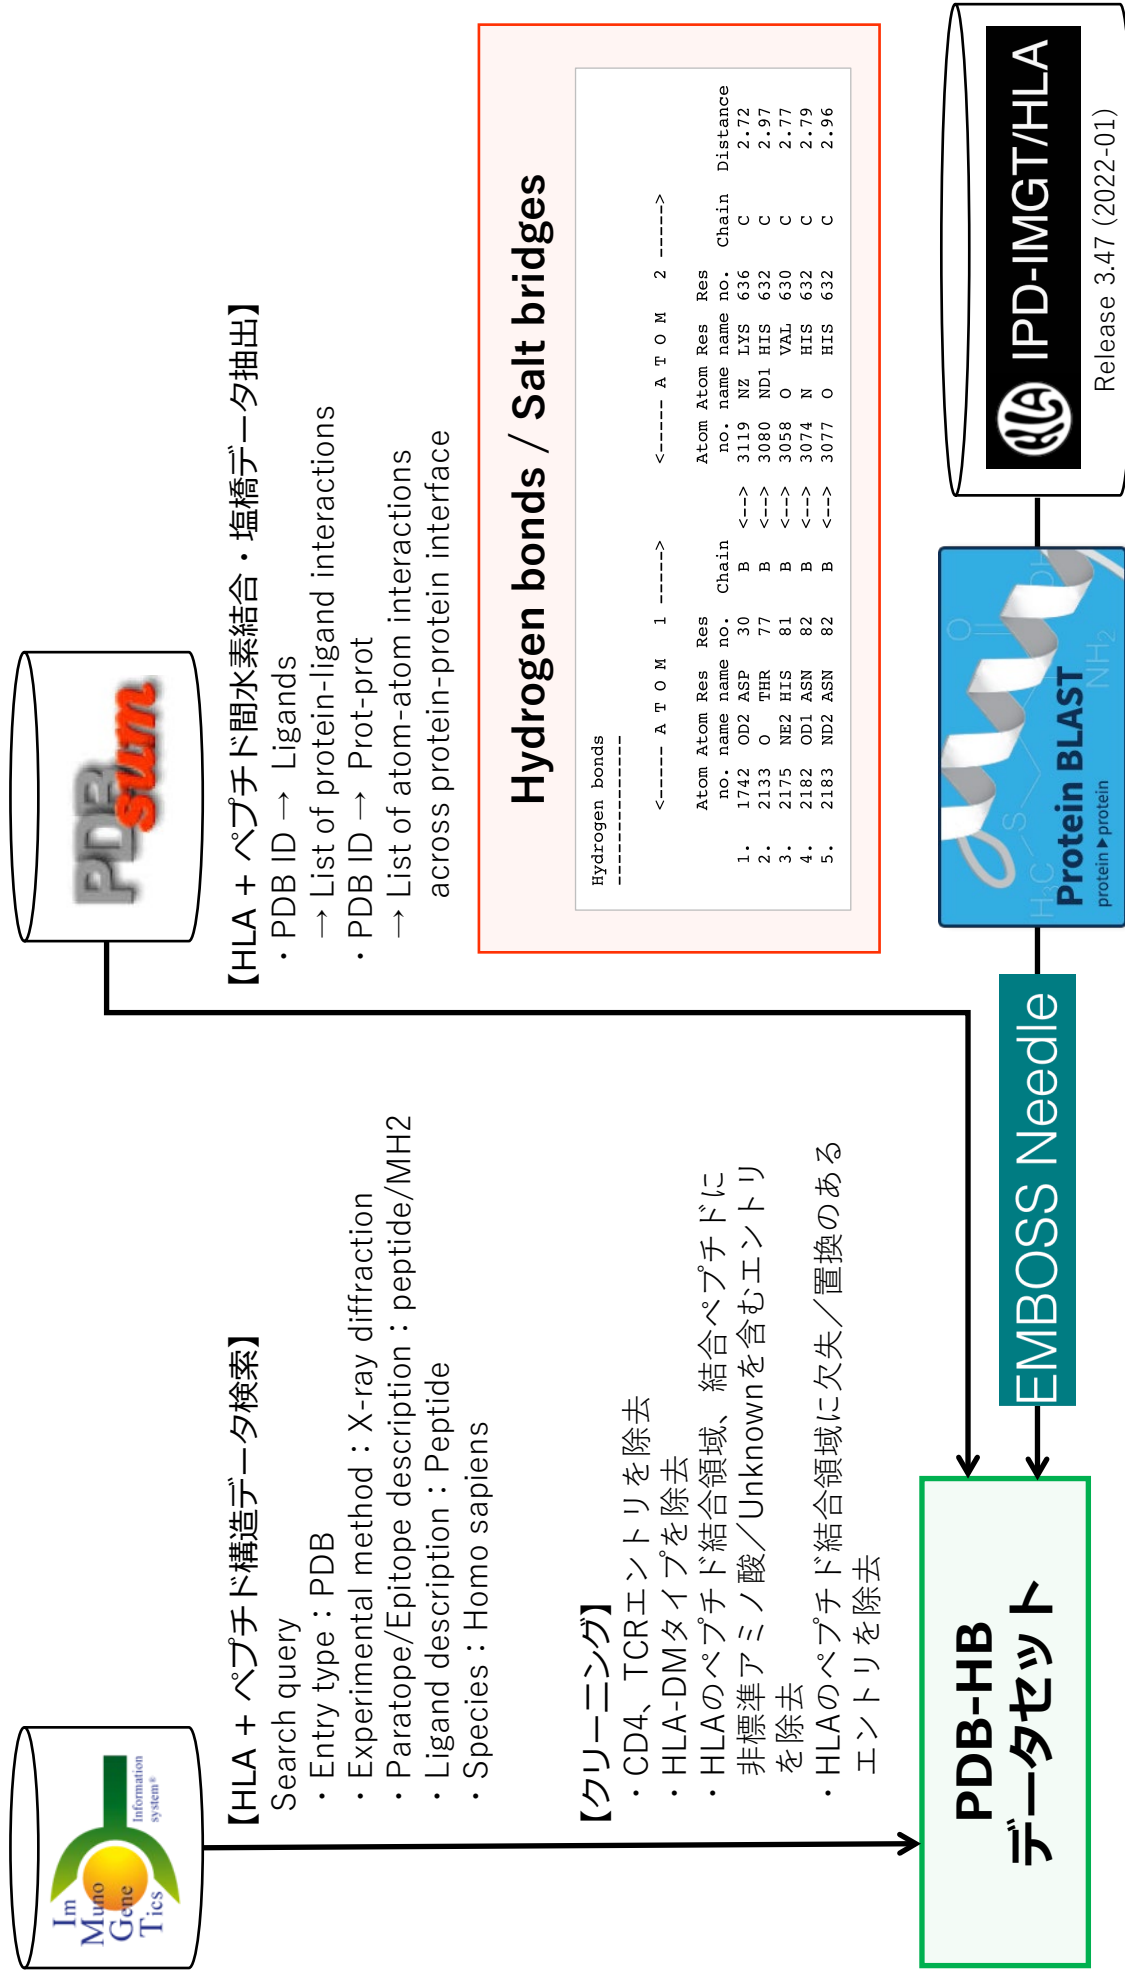 Im
Muno
Gene
Tics
Information
system®
【HLA + ペプチド構造データ検索】
Search query
・Entry type：PDB
・Experimental method：X-ray diffraction
・Paratope/Epitope description：peptide/MH2
・Ligand description：Peptide
・Species：Homo sapiens
【クリーニング】
・CD4、TCRエントリを除去
・HLA-DMタイプを除去
・HLAのペプチド結合領域、結合ペプチドに
非標準アミノ酸／Unknownを含むエントリ
を除去
・HLAのペプチド結合領域に欠失／置換のある
エントリを除去
PDB-HB
データセット
PDB
sum
【HLA + ペプチド間水素結合・塩橋データ抽出】
・PDB ID → Ligands
→ List of protein-ligand interactions
・PDB ID → Prot-prot
→ List of atom-atom interactions
across protein-protein interface
Hydrogen bonds / Salt bridges
Hydrogen bonds
--------------
<----- A T O M   1 ----->   <----- A T O M   2 ----->
Atom Atom Res  Res   Atom Atom Res  Res
no. name name no.  Chain   no. name name no.  Chain  Distance
1. 1742 OD2 ASP 30 B <--> 3119 NZ LYS 636 C 2.72
2. 2133 O THR 77 B <--> 3080 ND1 HIS 632 C 2.97
3. 2175 NE2 HIS 81 B <--> 3058 O VAL 630 C 2.77
4. 2182 OD1 ASN 82 B <--> 3074 N HIS 632 C 2.79
5. 2183 ND2 ASN 82 B <--> 3077 O HIS 632 C 2.96
EMBOSS Needle
O
OH
S
H₃C
NH₂
Protein BLAST
protein ▸ protein
HLA IPD-IMGT/HLA
Release 3.47 (2022-01)